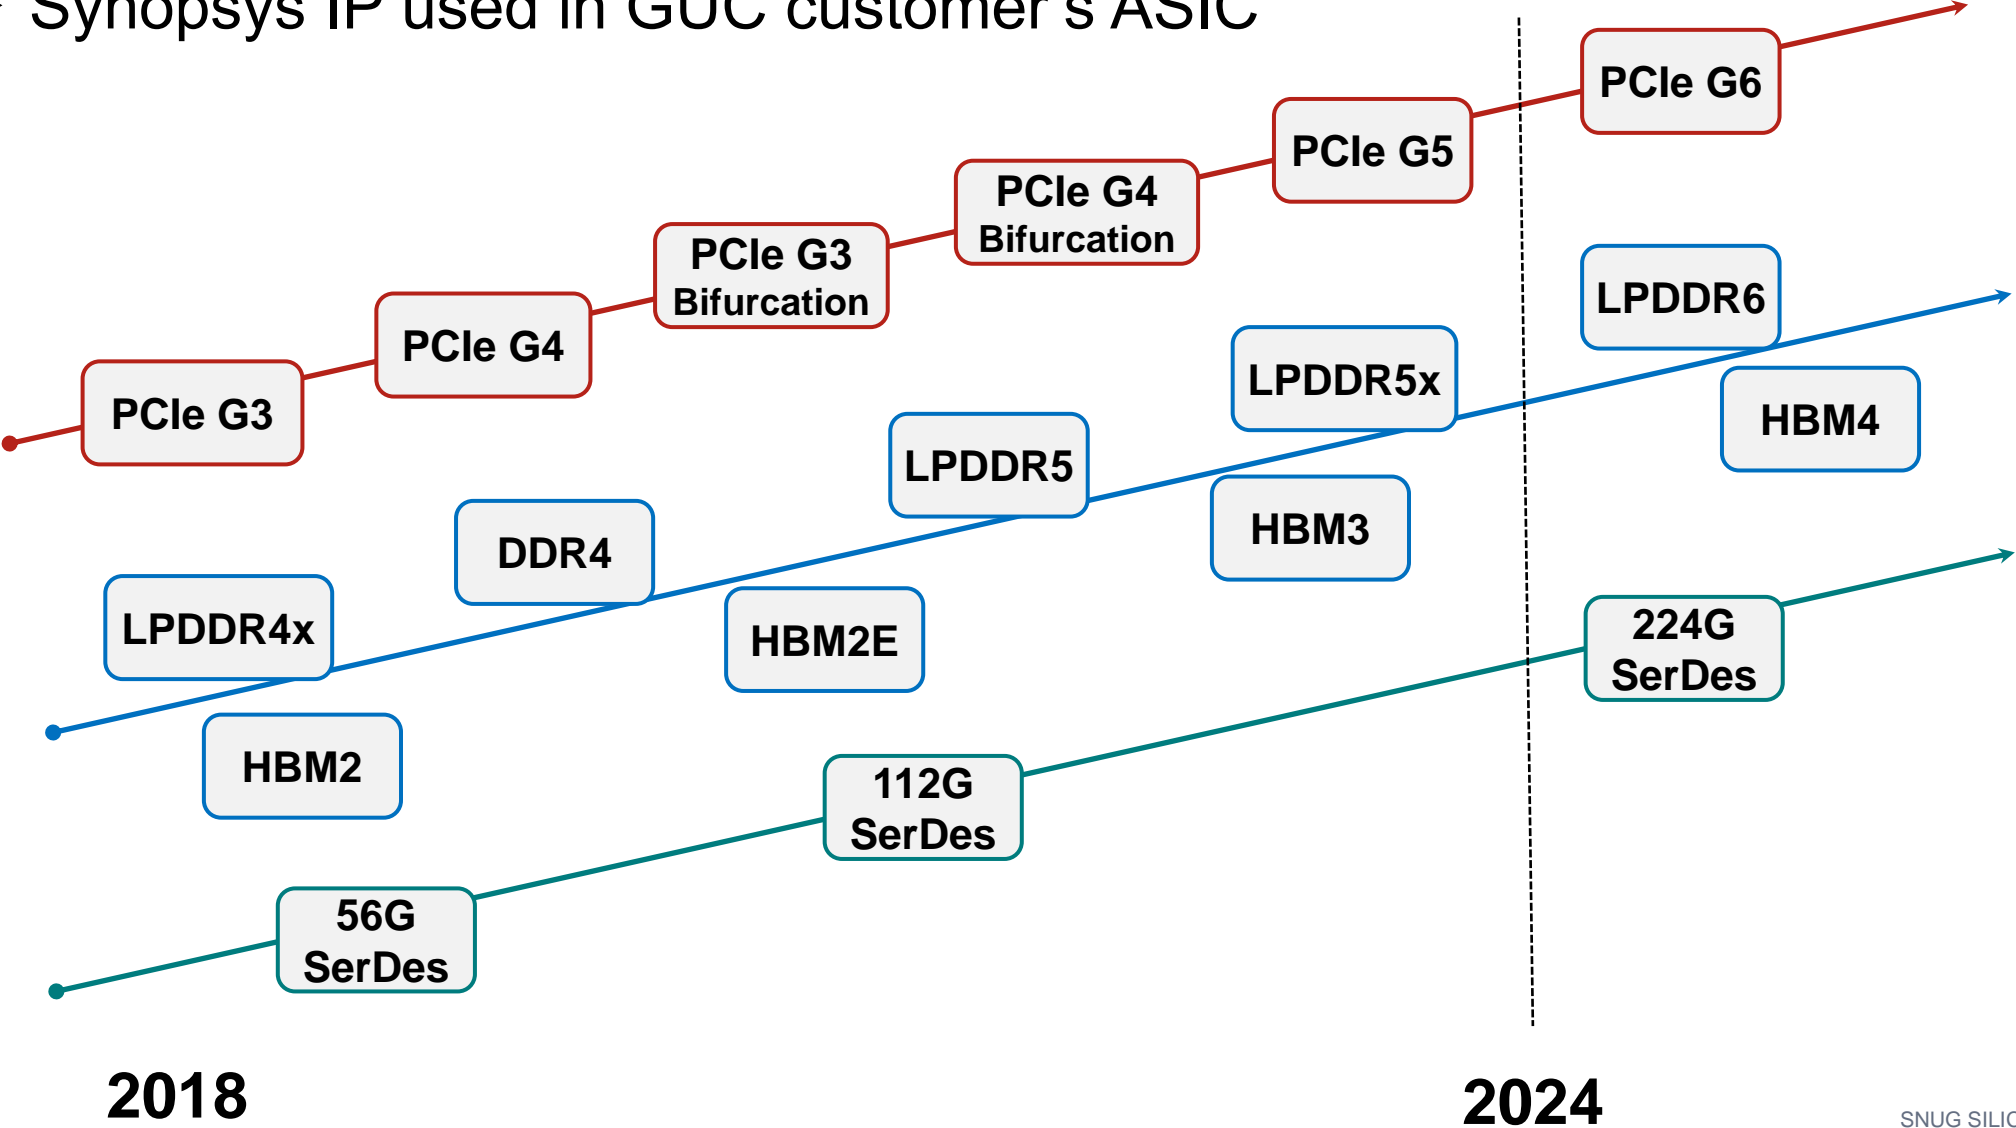 Synopsys IP used in GUC customer's ASIC
PCIe G6
PCIe G5
PCIe G4
Bifurcation
PCIe G3
Bifurcation
PCIe G4
PCIe G3
LPDDR6
HBM4
LPDDR5x
HBM3
LPDDR5
HBM2E
DDR4
LPDDR4x
HBM2
224G
SerDes
112G
SerDes
56G
SerDes
2018
2024
SNUG